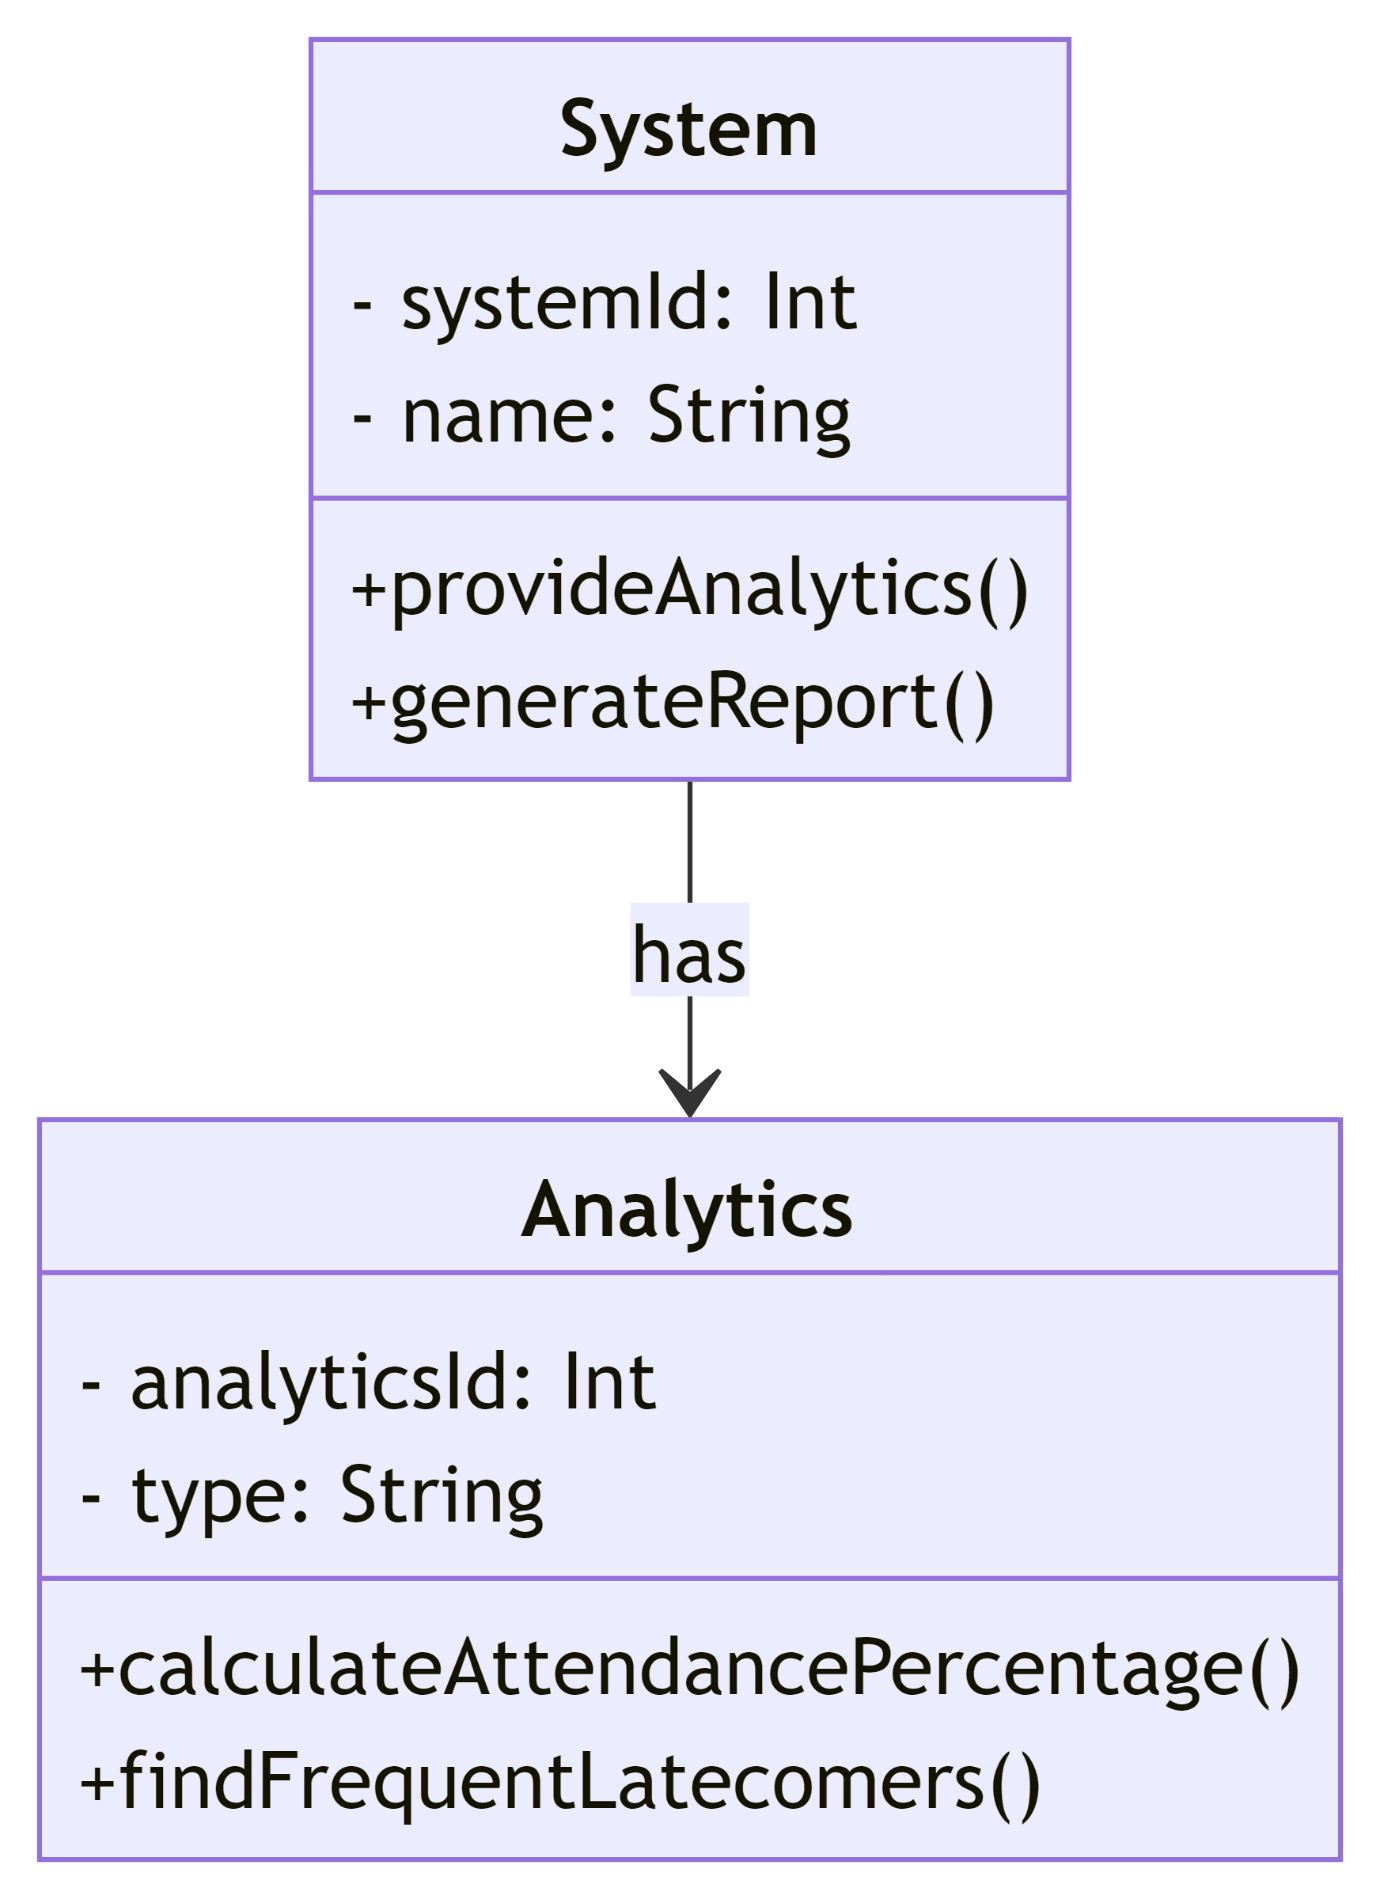 System
- systemId: Int
- name: String
+provideAnalytics()
+generateReport()
has
Analytics
- analyticsId: Int
- type: String
+calculateAttendancePercentage()
+findFrequentLatecomers()